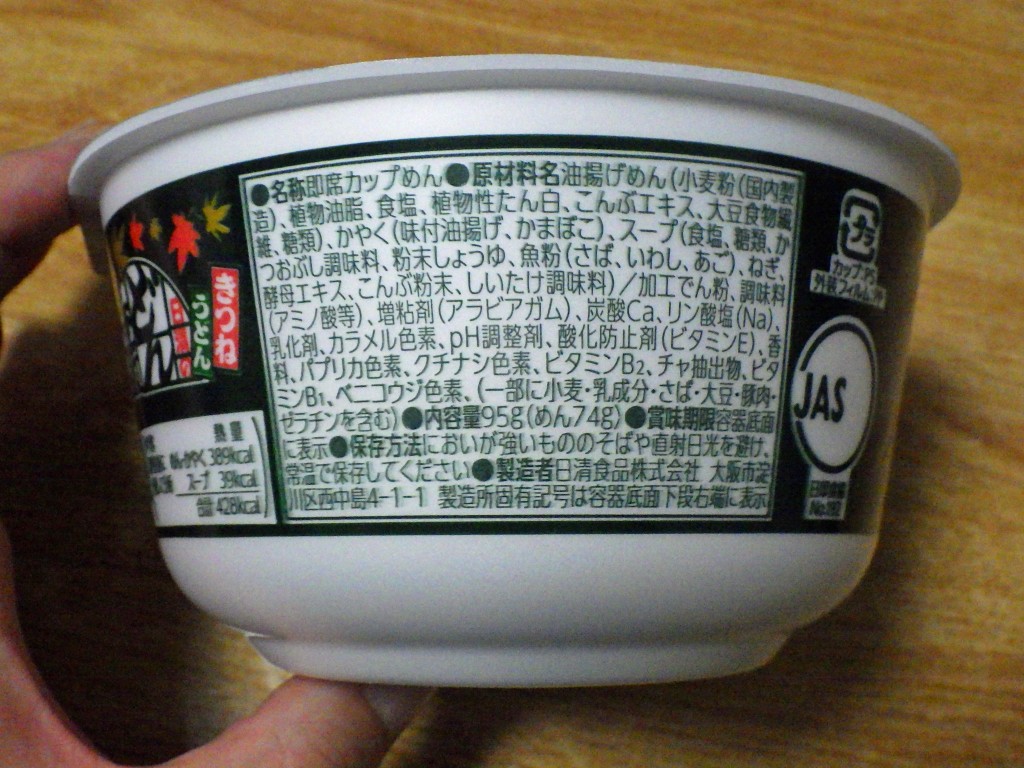 ●名称即席カップめん●原材料名油揚げめん(小麦粉(国内製
造)、植物油脂、食塩、植物性たん白、こんぶエキス、大豆食物繊
維、糖類)、かやく(味付油揚げ、かまぼこ)、スープ(食塩、糖類、か
つおぶし調味料、粉末しょうゆ、魚粉(さば、いわし、あご)、ねぎ、
酵母エキス、こんぶ粉末、しいたけ調味料)/加工でん粉、調味料
(アミノ酸等)、増粘剤(アラビアガム)、炭酸Ca、リン酸塩(Na)、
乳化剤、カラメル色素、pH調整剤、酸化防止剤(ビタミンE)、香
料、パプリカ色素、クチナシ色素、ビタミンB₂、チャ抽出物、ビタ
ミンB₁、ベニコウジ色素、(一部に小麦・乳成分・さば・大豆・豚肉・
ゼラチンを含む)●内容量95g(めん74g)●賞味期限容器底面
に表示●保存方法においが強いもののそばや直射日光を避け、
常温で保存してください●製造者日清食品株式会社 大阪市淀
川区西中島4-1-1 製造所固有記号は容器底面下段右端に表示
きつね
うどん
熱量
めん・かやく 389kcal
スープ 39kcal
合計 428kcal
プラ
カップ:PS
外装フィルム:PP
JAS